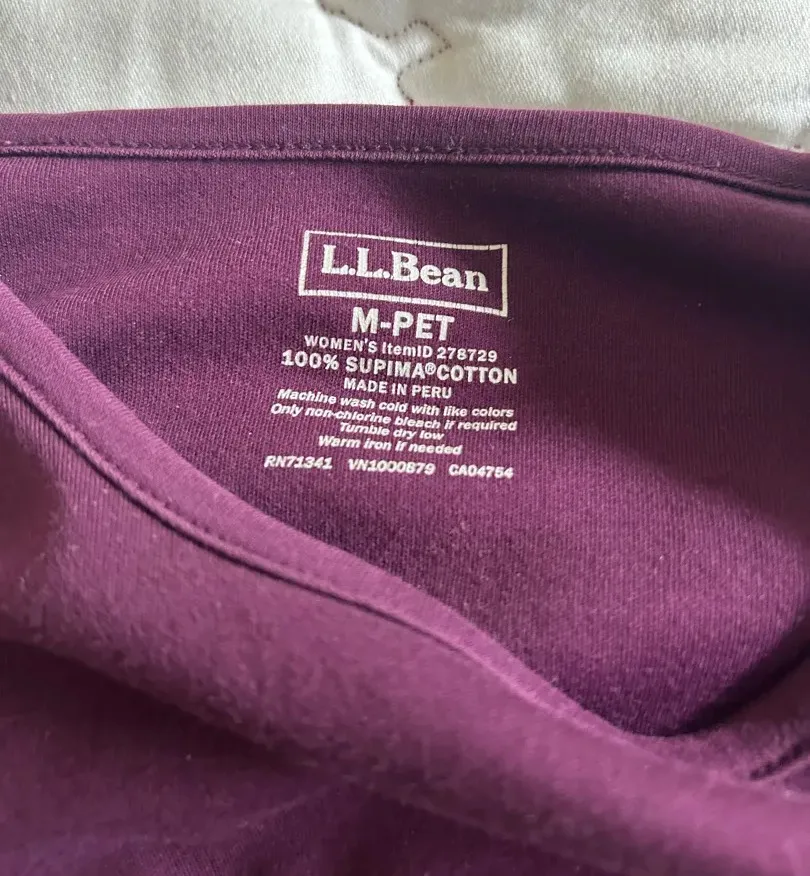 L.L.Bean
M-PET
WOMEN'S ItemID 278729
100% SUPIMA®COTTON
MADE IN PERU
Machine wash cold with like colors
Only non-chlorine bleach if required
Tumble dry low
Warm iron if needed
RN71341 VN1000879 CA04754